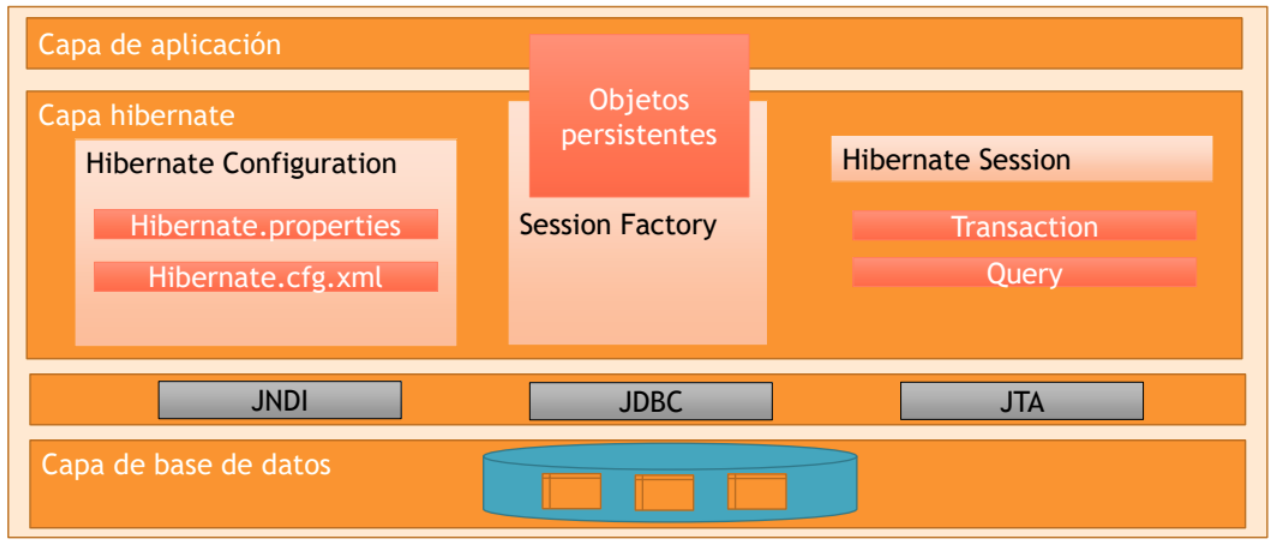 Capa de aplicación
Objetos
persistentes
Capa hibernate
Hibernate Configuration
Hibernate.properties
Hibernate.cfg.xml
Session Factory
Hibernate Session
Transaction
Query
JNDI
JDBC
JTA
Capa de base de datos